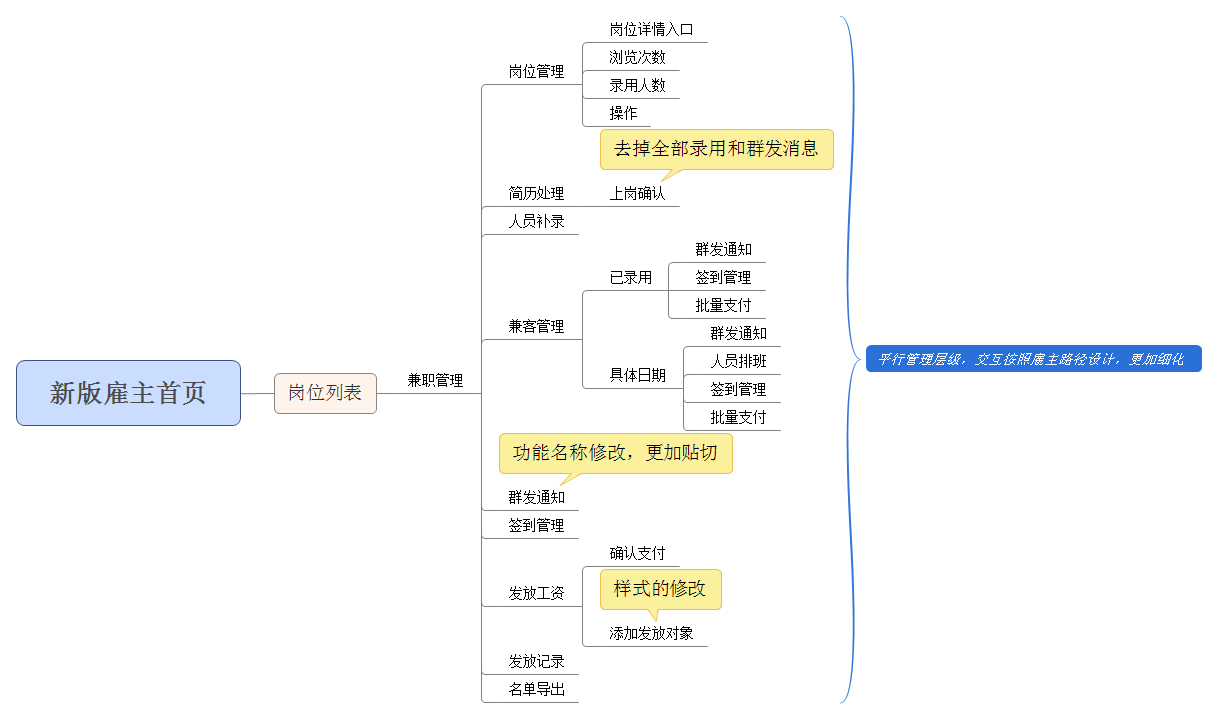 新版雇主首页
岗位列表
兼职管理
岗位管理
岗位详情入口
浏览次数
录用人数
操作
去掉全部录用和群发消息
简历处理
上岗确认
人员补录
兼客管理
已录用
群发通知
签到管理
批量支付
具体日期
群发通知
人员排班
签到管理
批量支付
功能名称修改，更加贴切
群发通知
签到管理
发放工资
确认支付
样式的修改
添加发放对象
发放记录
名单导出
平行管理层级，交互按照雇主路径设计，更加细化